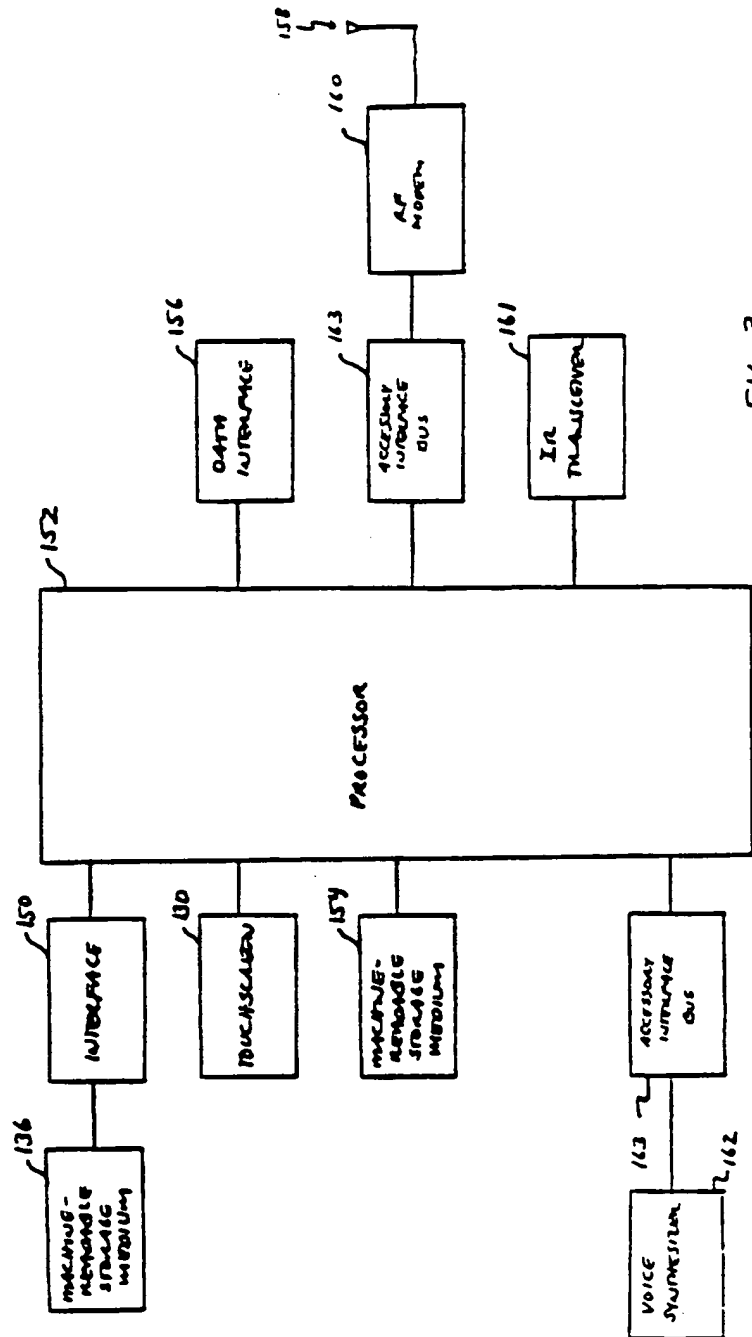 136
MACHINE-
READABLE
STORAGE
MEDIUM
150
INTERFACE
130
TOUCHSCREEN
154
MACHINE-
READABLE
STORAGE
MEDIUM
VOICE
SYNTHESIZER
162
163
ACCESSORY
INTERFACE
BUS
152
PROCESSOR
156
DATA
INTERFACE
163
ACCESSORY
INTERFACE
BUS
160
RF
MODEM
158
161
IR
TRANSCEIVER